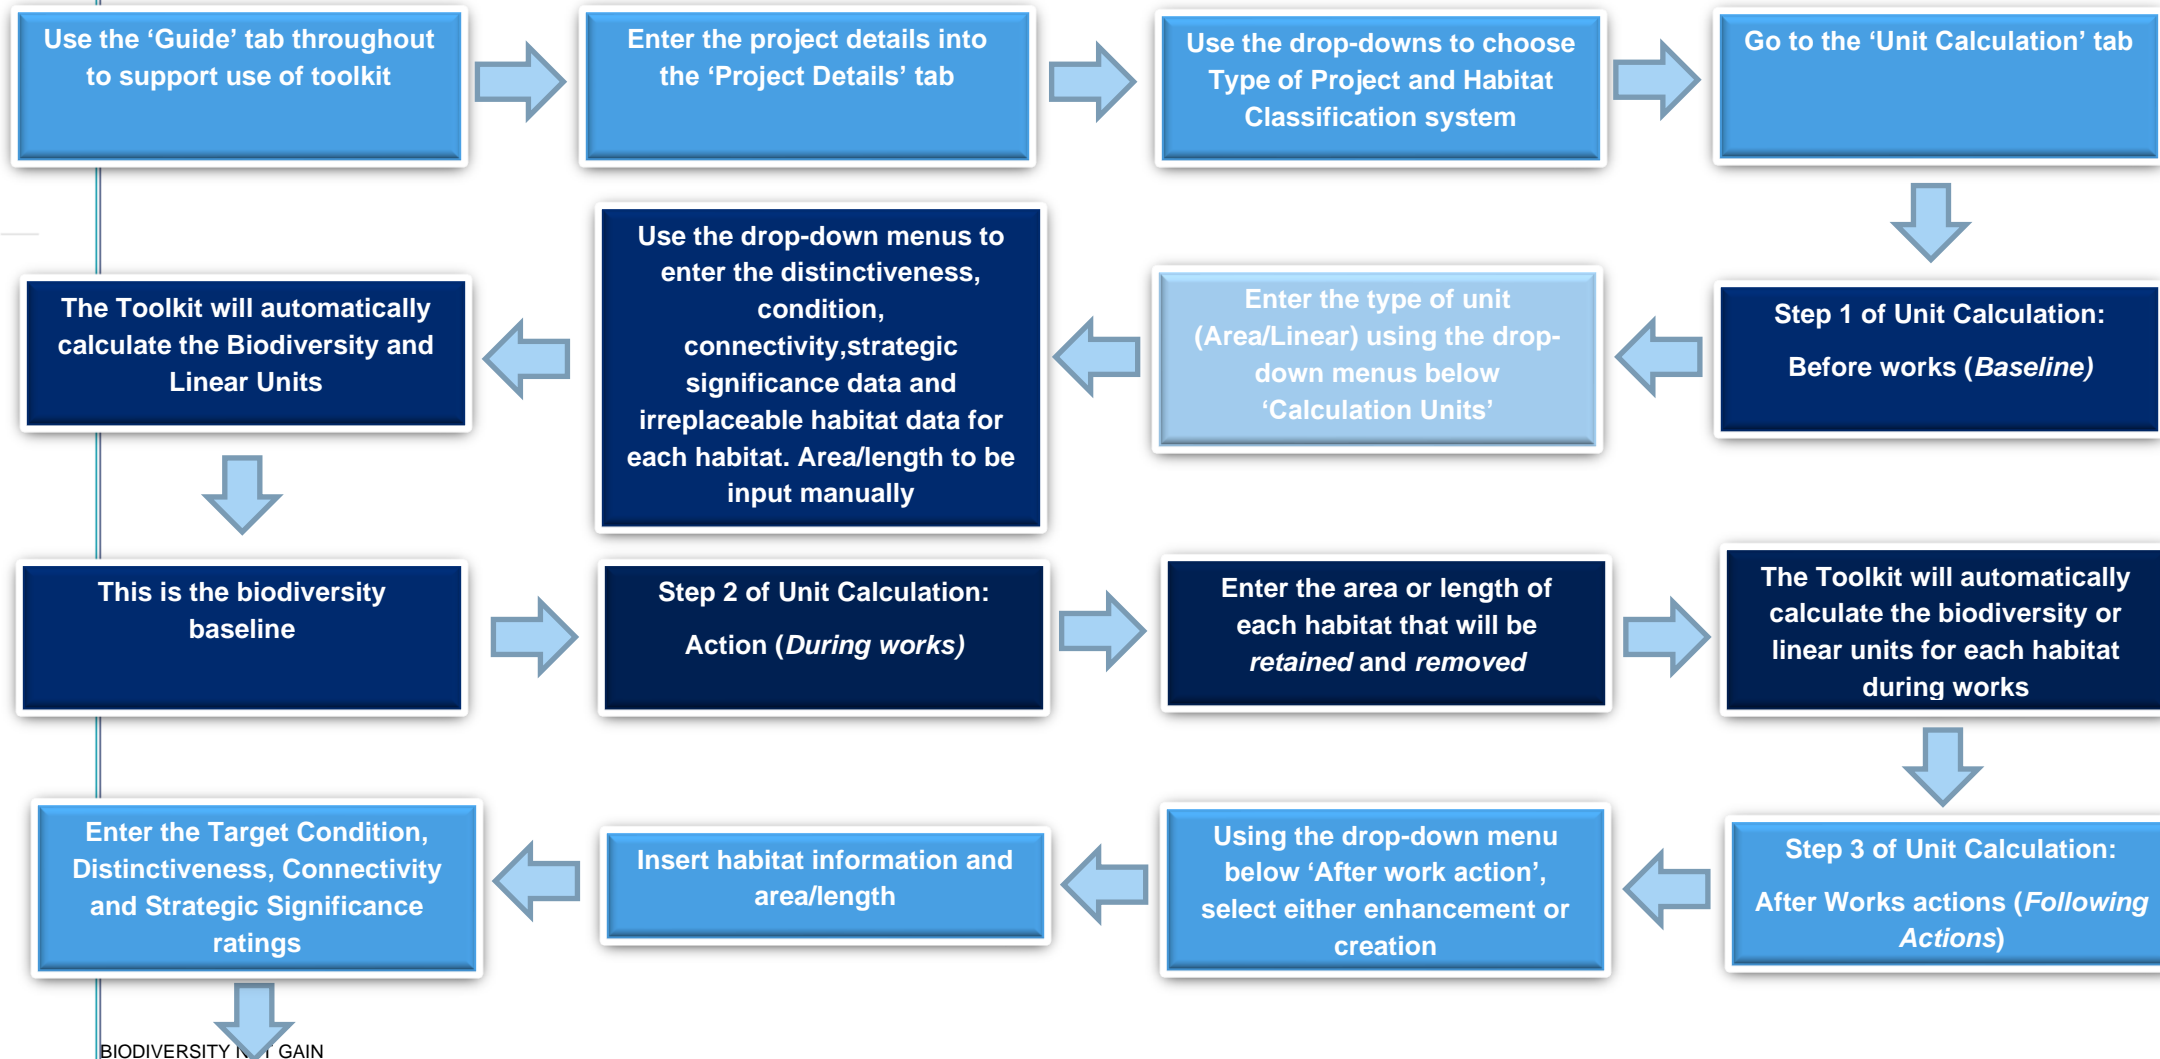 Use the ‘Guide’ tab throughout
to support use of toolkit
Enter the project details into
the ‘Project Details’ tab
Use the drop-downs to choose
Type of Project and Habitat
Classification system
Go to the ‘Unit Calculation’ tab
Step 1 of Unit Calculation:
Before works (Baseline)
Enter the type of unit
(Area/Linear) using the drop-
down menus below
‘Calculation Units’
Use the drop-down menus to
enter the distinctiveness,
condition,
connectivity,strategic
significance data and
irreplaceable habitat data for
each habitat. Area/length to be
input manually
The Toolkit will automatically
calculate the Biodiversity and
Linear Units
This is the biodiversity
baseline
Step 2 of Unit Calculation:
Action (During works)
Enter the area or length of
each habitat that will be
retained and removed
The Toolkit will automatically
calculate the biodiversity or
linear units for each habitat
during works
Step 3 of Unit Calculation:
After Works actions (Following
Actions)
Using the drop-down menu
below ‘After work action’,
select either enhancement or
creation
Insert habitat information and
area/length
Enter the Target Condition,
Distinctiveness, Connectivity
and Strategic Significance
ratings
BIODIVERSITY GAIN